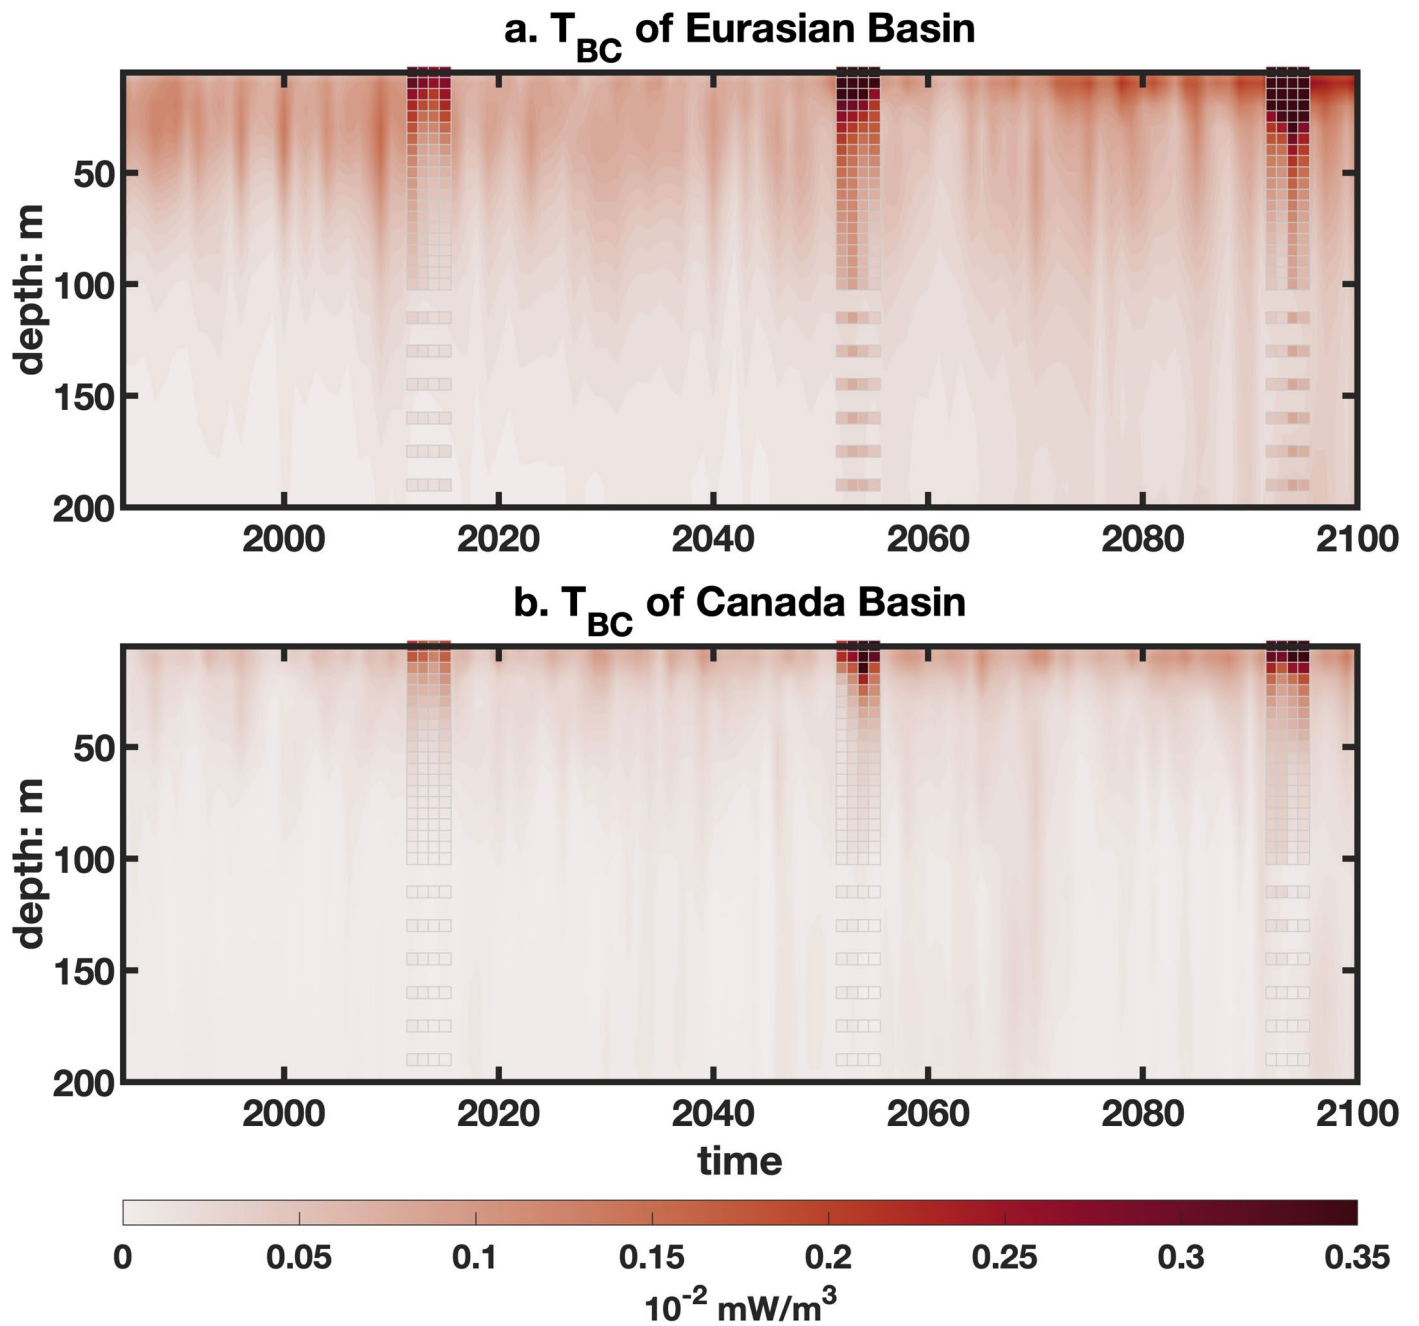 a. T_BC of Eurasian Basin
depth: m
50
100
150
200
2000 2020 2040 2060 2080 2100
b. T_BC of Canada Basin
depth: m
50
100
150
200
2000 2020 2040 2060 2080 2100
time
0 0.05 0.1 0.15 0.2 0.25 0.3 0.35
10⁻² mW/m³